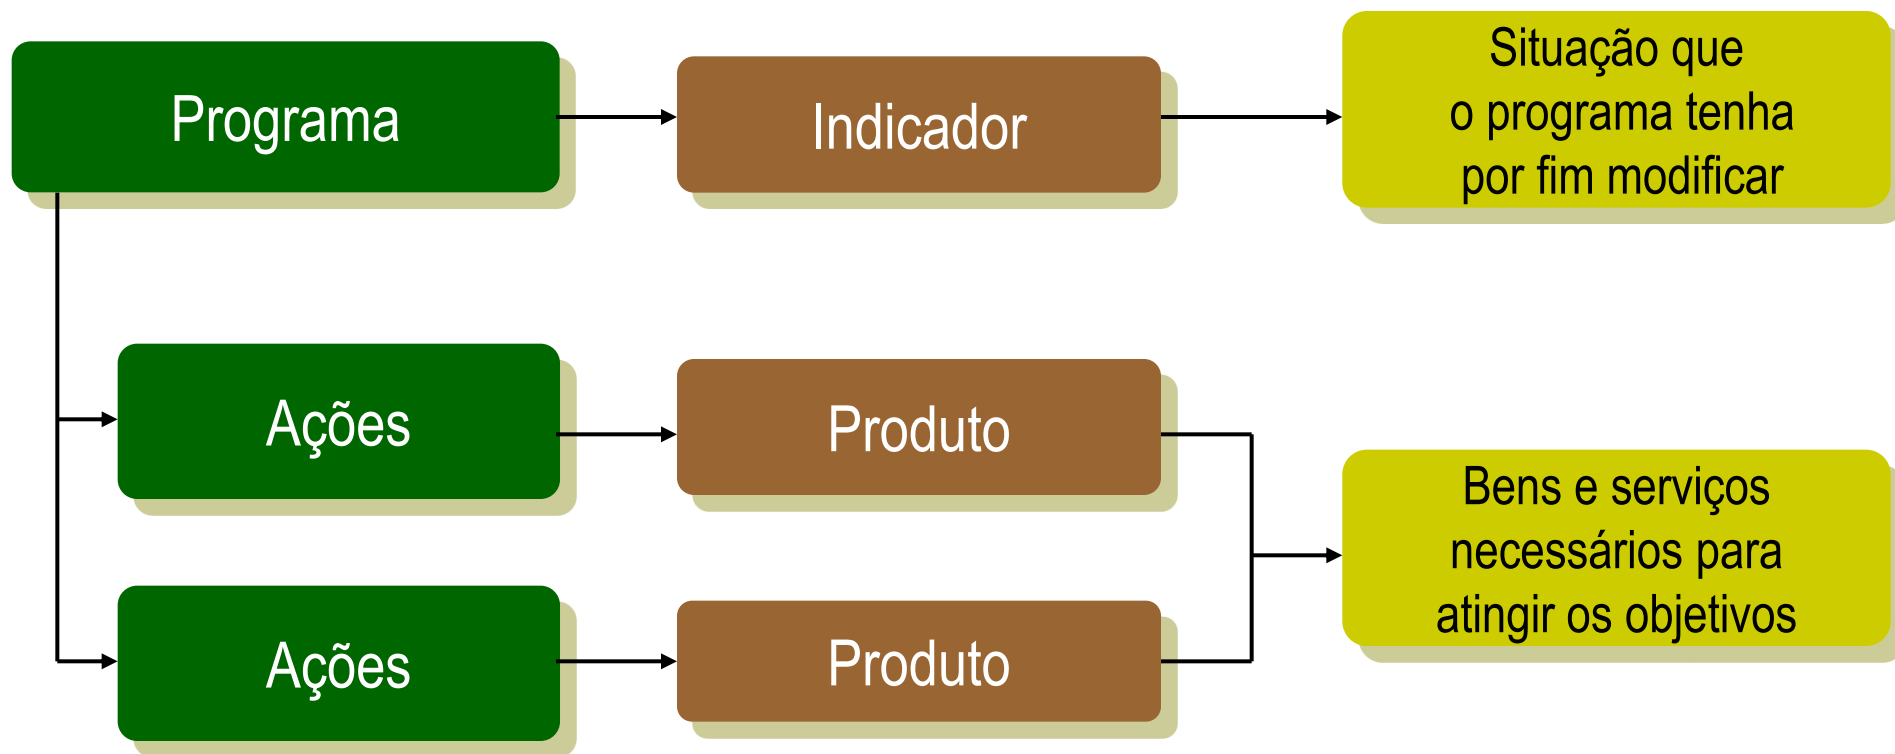 Programa
Indicador
Situação que
o programa tenha
por fim modificar
Ações
Produto
Bens e serviços
necessários para
atingir os objetivos
Ações
Produto